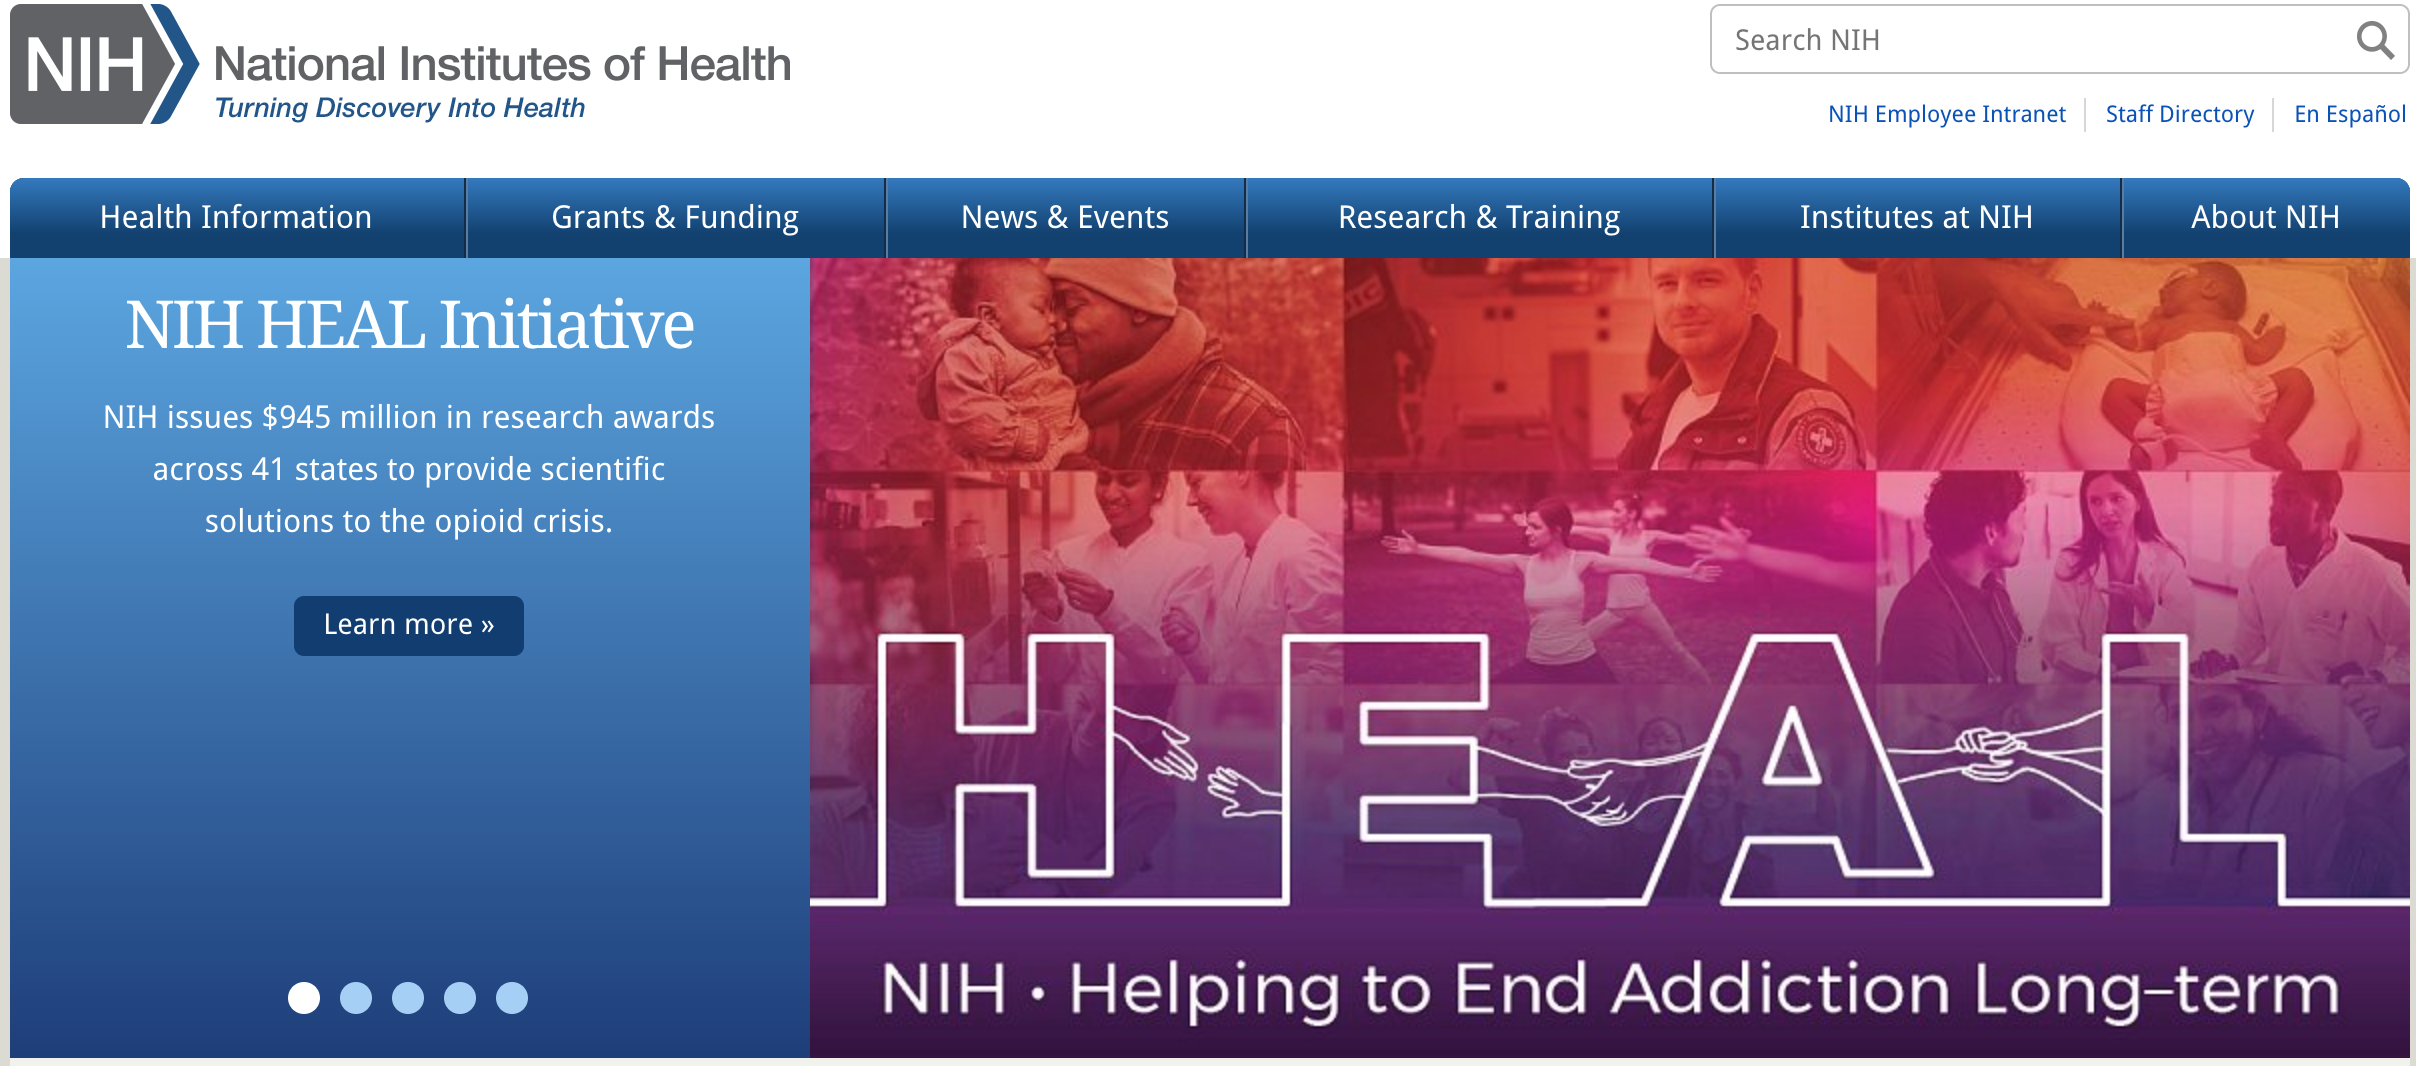 NIH
National Institutes of Health
Turning Discovery Into Health
Search NIH
NIH Employee Intranet
Staff Directory
En Español
Health Information
Grants & Funding
News & Events
Research & Training
Institutes at NIH
About NIH
NIH HEAL Initiative
NIH issues $945 million in research awards
across 41 states to provide scientific
solutions to the opioid crisis.
Learn more »
HEAL
NIH • Helping to End Addiction Long-term